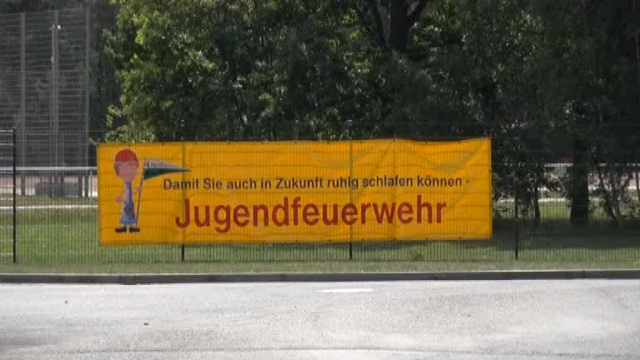 Damit Sie auch in Zukunft ruhig schlafen können -
Jugendfeuerwehr